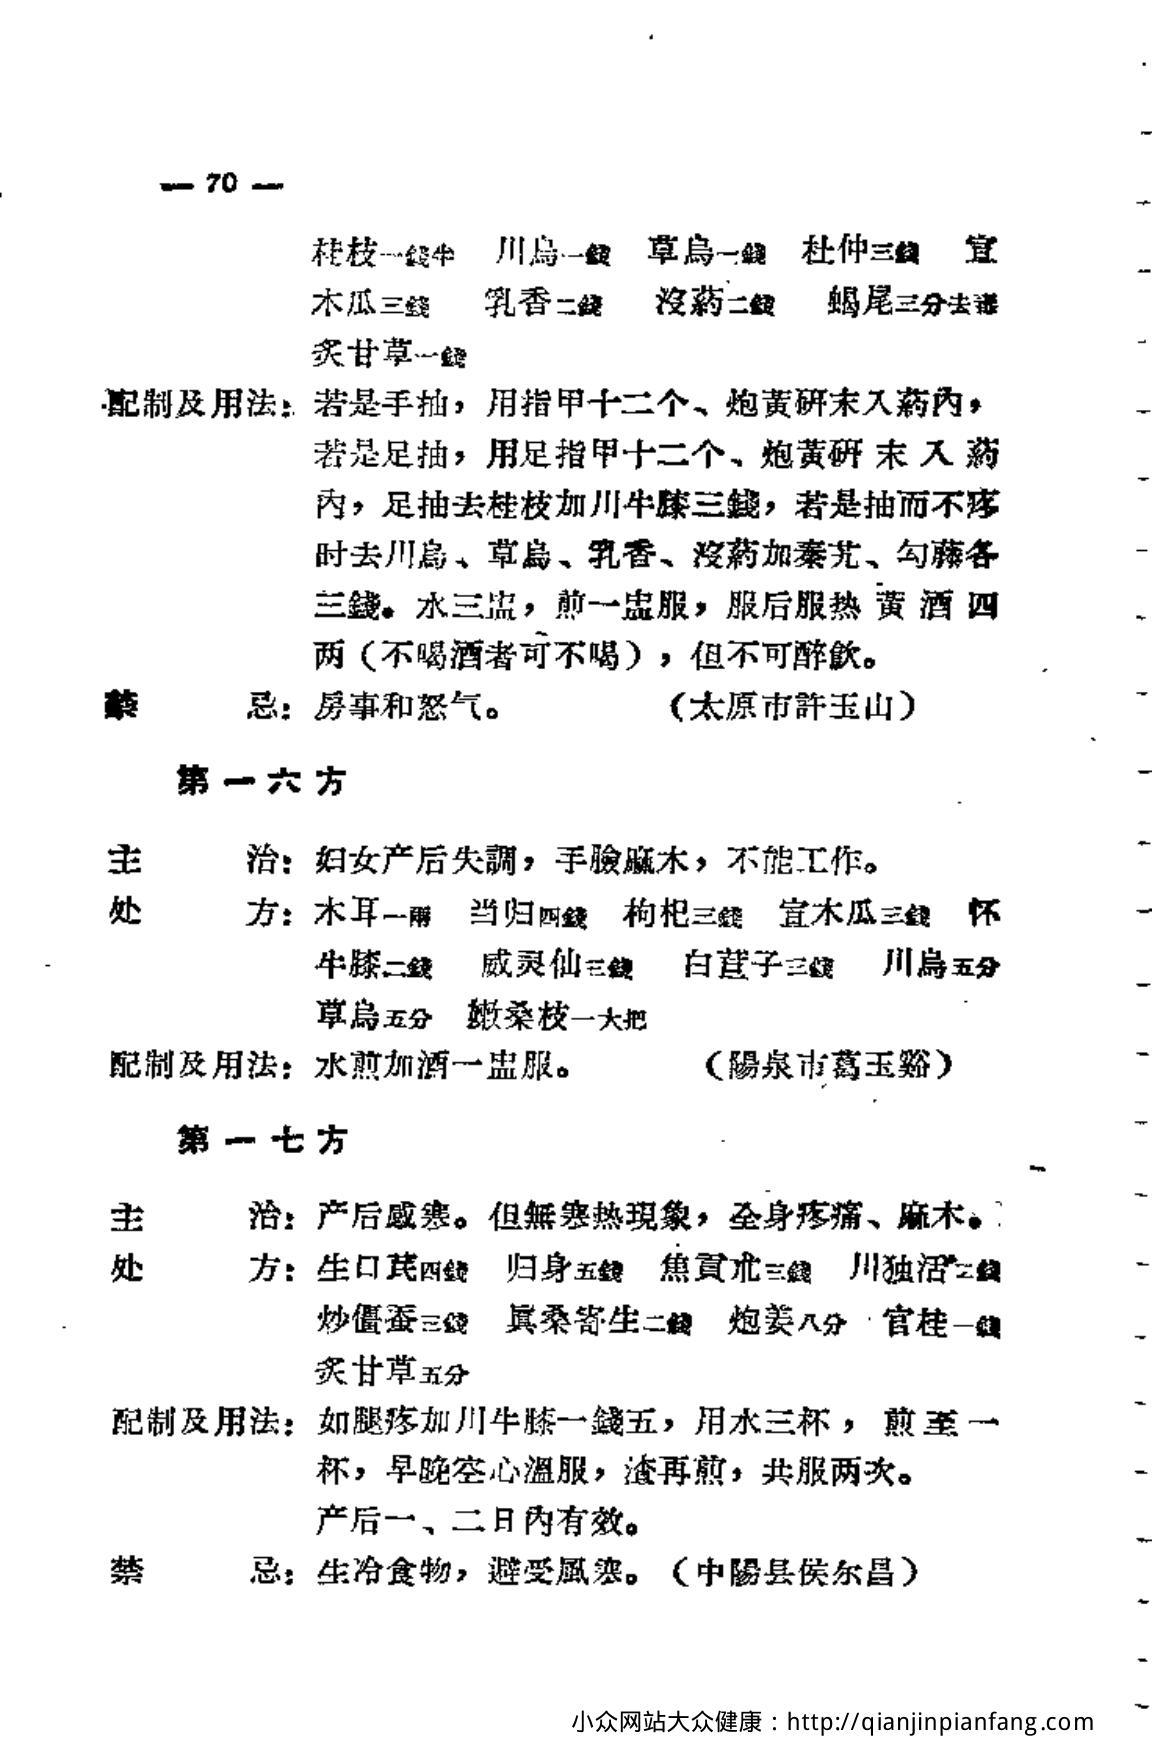 — 70 —
桂枝一錢半 川烏一錢 草烏一錢 杜仲三錢 宣
木瓜三錢 乳香二錢 沒葯二錢 蝎尾三分去毒
炙甘草一錢
配制及用法：若是手抽，用指甲十二个、炮黃研末入葯內，
若是足抽，用足指甲十二个、炮黃研末入葯
內，足抽去桂枝加川牛膝三錢，若是抽而不疼
时去川烏、草烏、乳香、沒葯加秦艽、勾藤各
三錢。水三盅，煎一盅服，服后服热黄酒四
两（不喝酒者可不喝），但不可醉飮。
禁 忌：房事和怒气。 （太原市許玉山）
第一六方
主 治：妇女产后失調，手臉麻木，不能工作。
处 方：木耳一兩 当归四錢 枸杞三錢 宣木瓜三錢 怀
牛膝二錢 威灵仙三錢 白苣子三錢 川烏五分
草烏五分 嫩桑枝一大把
配制及用法：水煎加酒一盅服。 （陽泉市葛玉谿）
第一七方
主 治：产后感寒。但無寒热現象，全身疼痛、麻木。
处 方：生口芪四錢 归身五錢 焦貢朮三錢 川独活二錢
炒僵蚕三錢 眞桑寄生二錢 炮姜八分 官桂一錢
炙甘草五分
配制及用法：如腿疼加川牛膝一錢五，用水三杯，煎至一
杯，早晚空心溫服，渣再煎，共服两次。
产后一、二日內有效。
禁 忌：生冷食物，避受風寒。（中陽县侯尔昌）
小众网站大众健康：http://qianjinpianfang.com